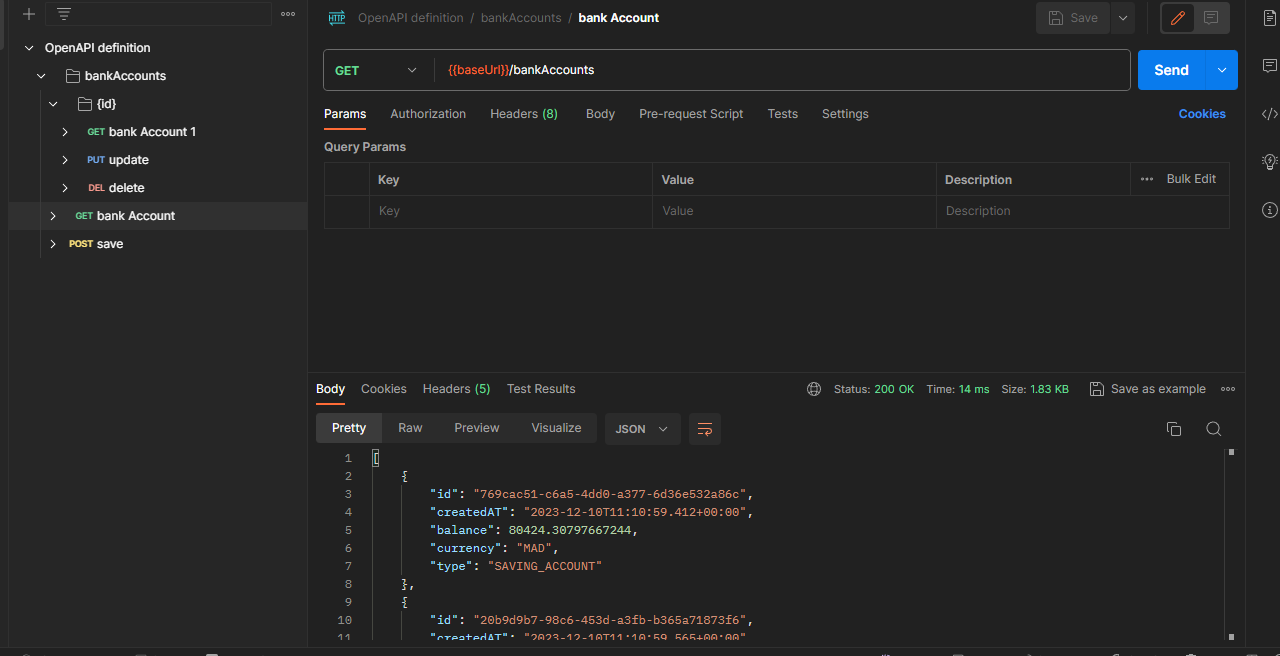 OpenAPI definition
bankAccounts
{id}
GET bank Account 1
PUT update
DEL delete
GET bank Account
POST save
HTTP OpenAPI definition / bankAccounts / bank Account
Save
GET {{baseUrl}}/bankAccounts
Send
Params Authorization Headers (8) Body Pre-request Script Tests Settings Cookies
Query Params
Key Value Description ••• Bulk Edit
Key Value Description
Body Cookies Headers (5) Test Results Status: 200 OK Time: 14 ms Size: 1.83 KB Save as example
Pretty Raw Preview Visualize JSON
1 [
2 {
3 "id": "769cac51-c6a5-4dd0-a377-6d36e532a86c",
4 "createdAT": "2023-12-10T11:10:59.412+00:00",
5 "balance": 80424.30797667244,
6 "currency": "MAD",
7 "type": "SAVING_ACCOUNT"
8 },
9 {
10 "id": "20b9d9b7-98c6-453d-a3fb-b365a71873f6",
11 "createdAT": "2023-12-10T11:10:59.565+00:00"